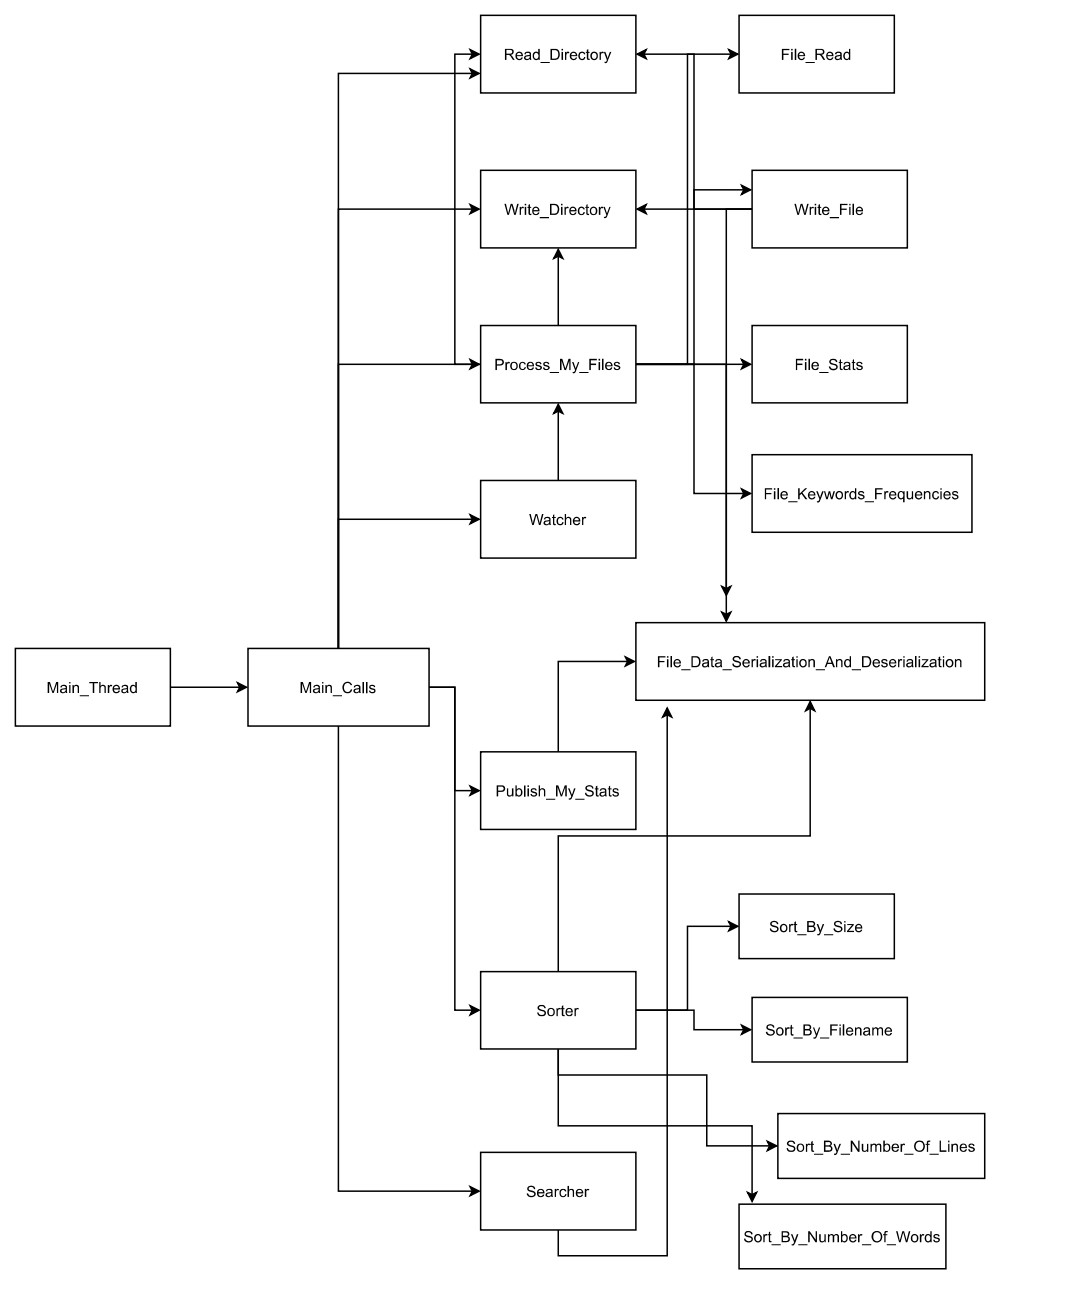 Read_Directory
File_Read
Write_Directory
Write_File
Process_My_Files
File_Stats
File_Keywords_Frequencies
Watcher
File_Data_Serialization_And_Deserialization
Main_Thread
Main_Calls
Publish_My_Stats
Sort_By_Size
Sorter
Sort_By_Filename
Sort_By_Number_Of_Lines
Searcher
Sort_By_Number_Of_Words